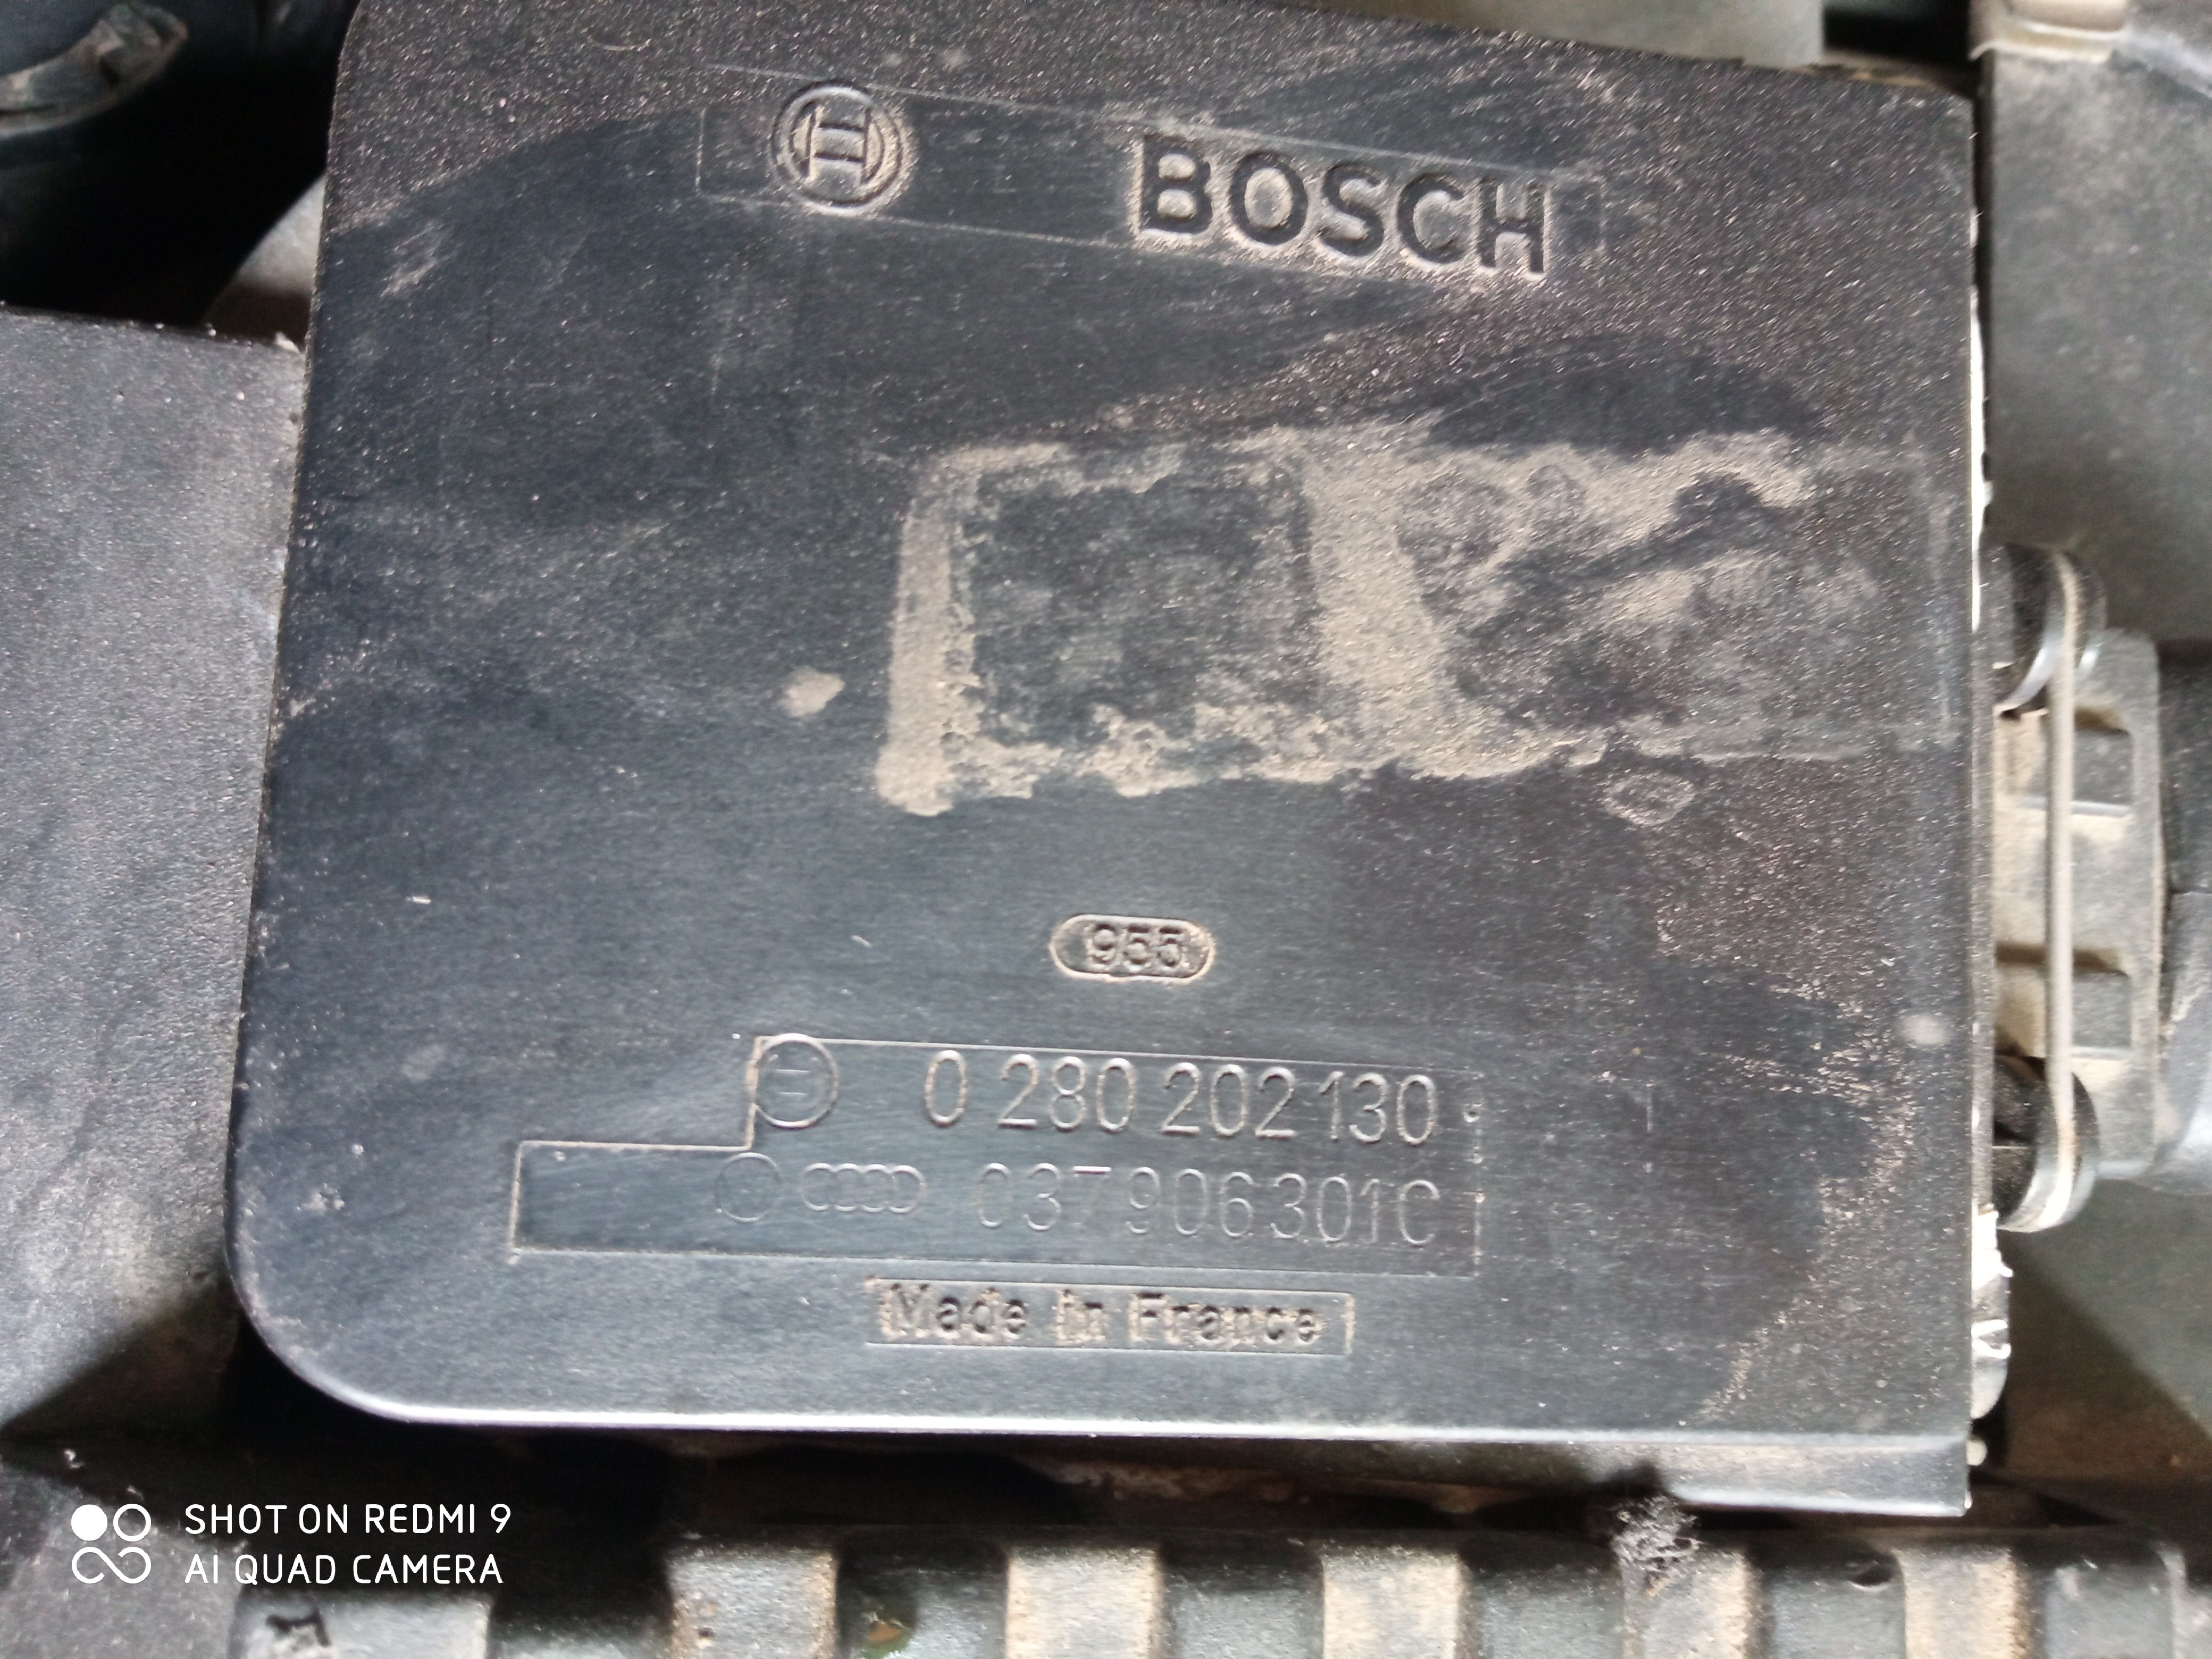 BOSCH
955
0 280 202 130
037 906 301 C
Made in France
SHOT ON REDMI 9
AI QUAD CAMERA